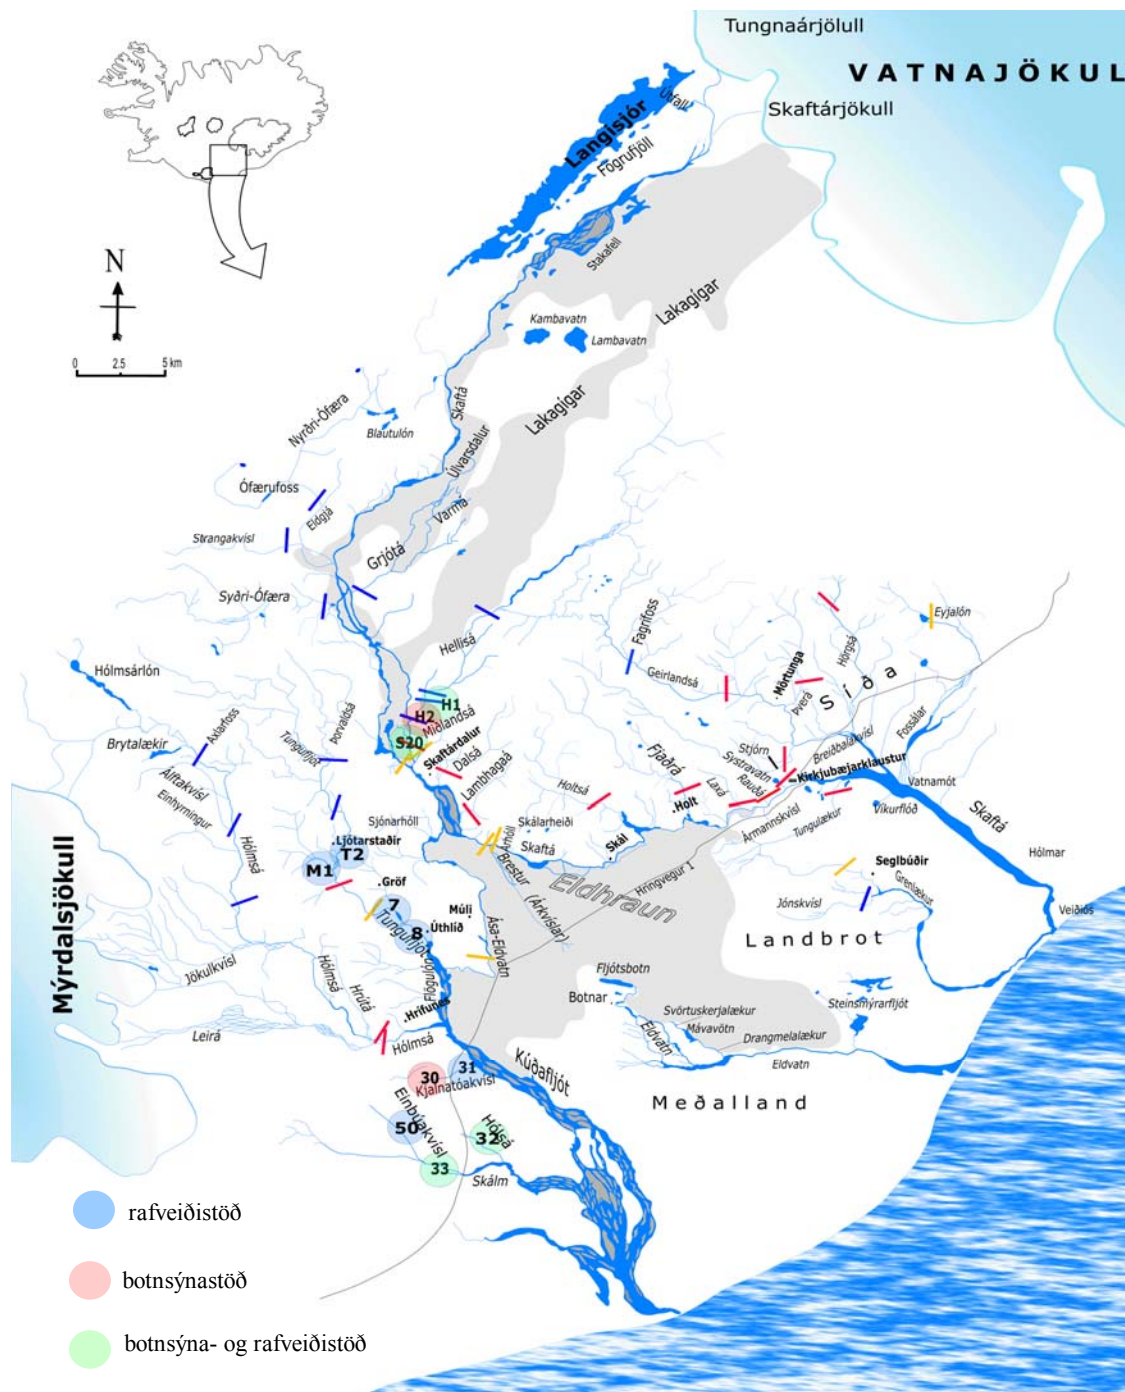 Tungnaárjölull
VATNAJÖKUL
Skaftárjökull
Útfall
Langisjór
Fögrufjöll
Stakafell
N
0 2.5 5 km
Lakagígar
Kambavatn
Lambavatn
Lakagígar
Skaftá
Nyrðri-Ófæra
Blautulón
Úlvarsdalur
Ófærufoss
Eldgjá
Varmá
Strangakvísl
Grjótá
Syðri-Ófæra
Hellisá
Fagrifoss
Eyjalón
Hörgsá
Geirlandsá
Mörtunga
Þverá
Síða
Hólmsárlón
H1
H2
Miðlandsá
S20
Skaftárdalur
Dalsá
Lambhagaá
Axlarfoss
Brytalækir
Þorvaldsá
Tungufljót
Álftakvísl
Einhyrningur
Hólmsá
Fossálar
Breiðbalakvísl
Stjórn
Systravatn
Kirkjubæjarklaustur
Rauðá
Laxá
Fjaðrá
Holt
Holtsá
Vatnamót
Víkurflóð
Skaftá
Tungulækur
Ármannskvísl
Sjónarhóll
Skálarheiði
Árhóll
Skaftá
Skál
Ljótarstaðir
T2
M1
Brestur (Árkvíslar)
Eldhraun
Hringvegur 1
Hólmar
Seglbúðir
Grenlækur
Jónskvísl
Veiðiós
Gröf
7
Múli
Úthlíð
8
Tungufljót
Ása-Eldvatn
Landbrot
Mýrdalsjökull
Jökulkvísl
Hólmsá
Hrútá
Flögulón
Hrífunes
Leirá
Hólmsá
Fljótsbotn
Botnar
Steinsmýrarfljót
Svörtuskerjalækur
Mávavötn
Drangmelalækur
Eldvatn
Eldvatn
Kúðafljót
31
30
Kjalnatóakvísl
Meðalland
Einbúakvísl
50
Hólsá
32
33
Skálm
rafveiðistöð
botnsýnastöð
botnsýna- og rafveiðistöð